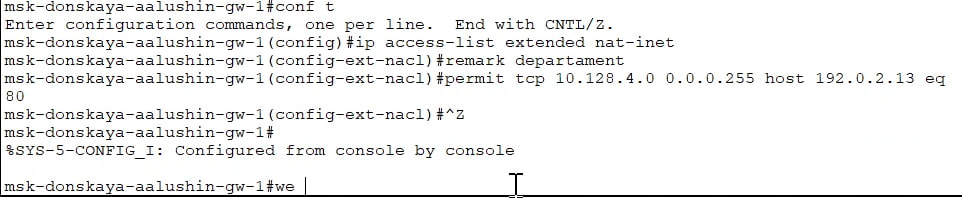 msk-donskaya-aalushin-gw-1#conf t
Enter configuration commands, one per line.  End with CNTL/Z.
msk-donskaya-aalushin-gw-1(config)#ip access-list extended nat-inet
msk-donskaya-aalushin-gw-1(config-ext-nacl)#remark departament
msk-donskaya-aalushin-gw-1(config-ext-nacl)#permit tcp 10.128.4.0 0.0.0.255 host 192.0.2.13 eq
80
msk-donskaya-aalushin-gw-1(config-ext-nacl)#^Z
msk-donskaya-aalushin-gw-1#
%SYS-5-CONFIG_I: Configured from console by console
msk-donskaya-aalushin-gw-1#we